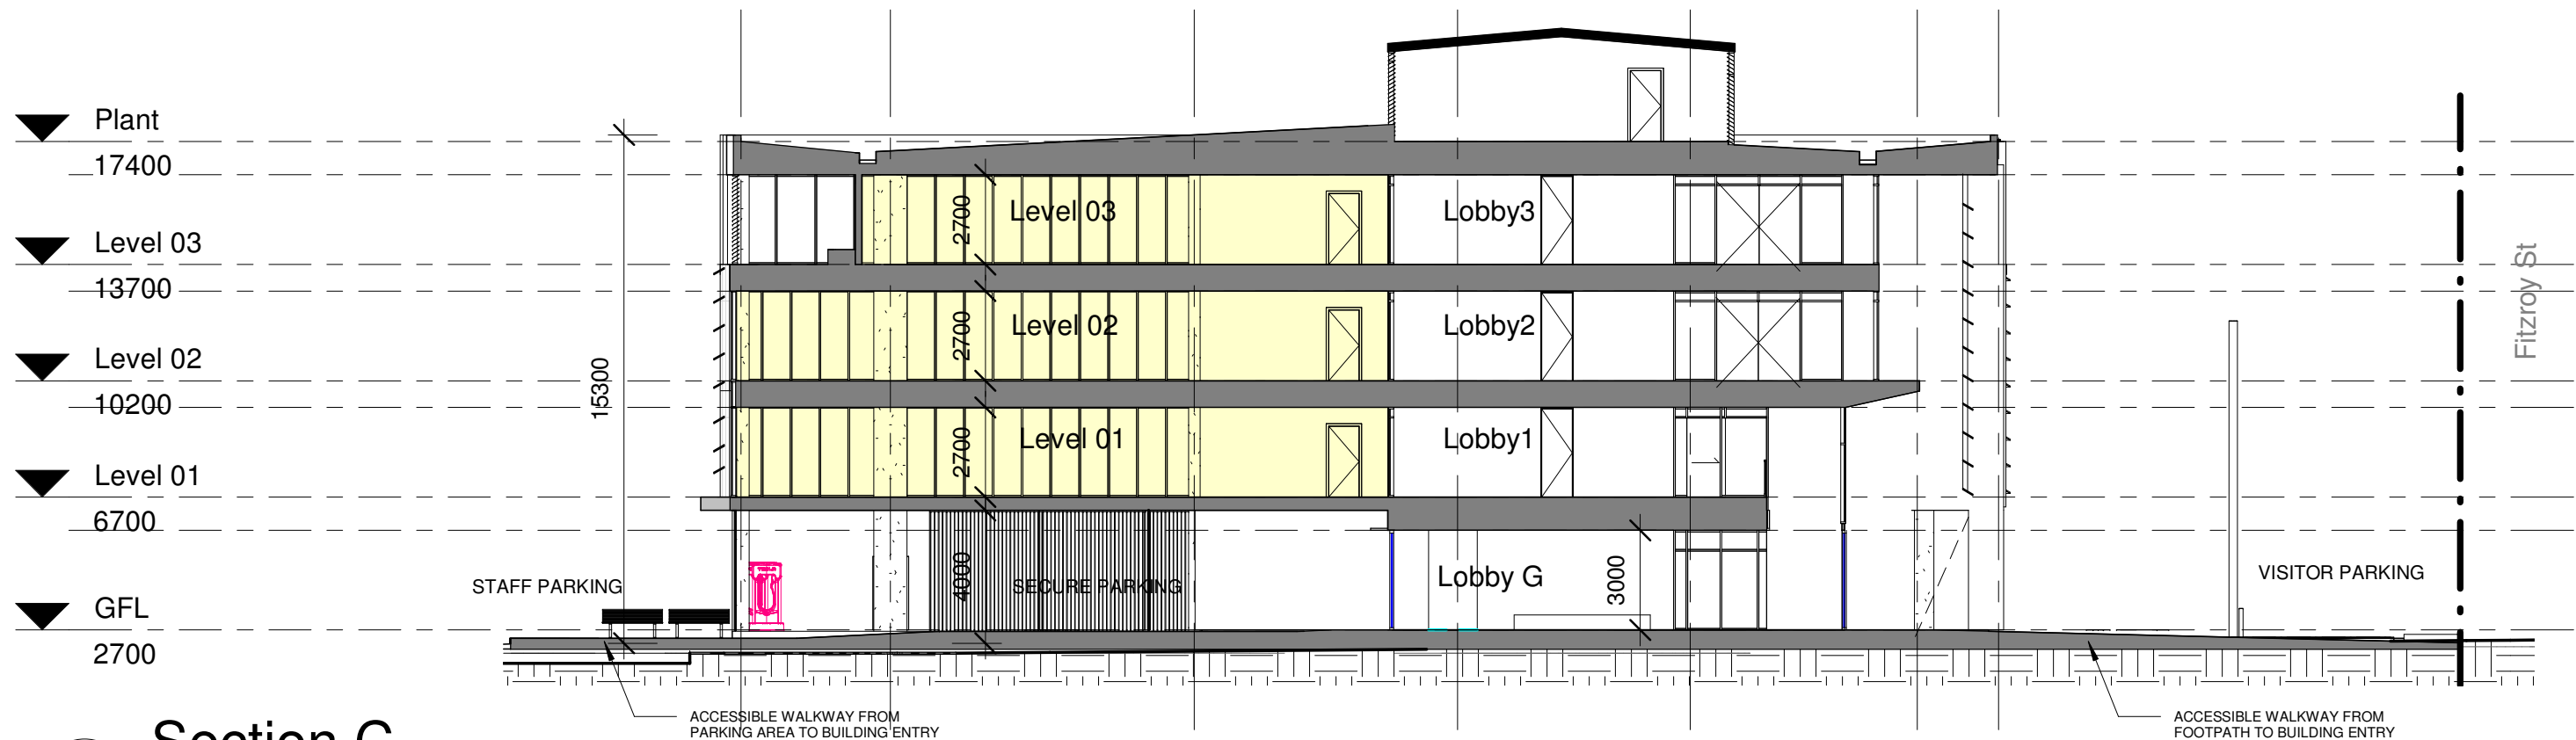 Plant
17400
Level 03
13700
Level 02
10200
Level 01
6700
GFL
2700
15300
2700
Level 03
Lobby3
2700
Level 02
Lobby2
2700
Level 01
Lobby1
4000
SECURE PARKING
Lobby G
3000
STAFF PARKING
VISITOR PARKING
Fitzroy St
ACCESSIBLE WALKWAY FROM
PARKING AREA TO BUILDING ENTRY
ACCESSIBLE WALKWAY FROM
FOOTPATH TO BUILDING ENTRY
Section C